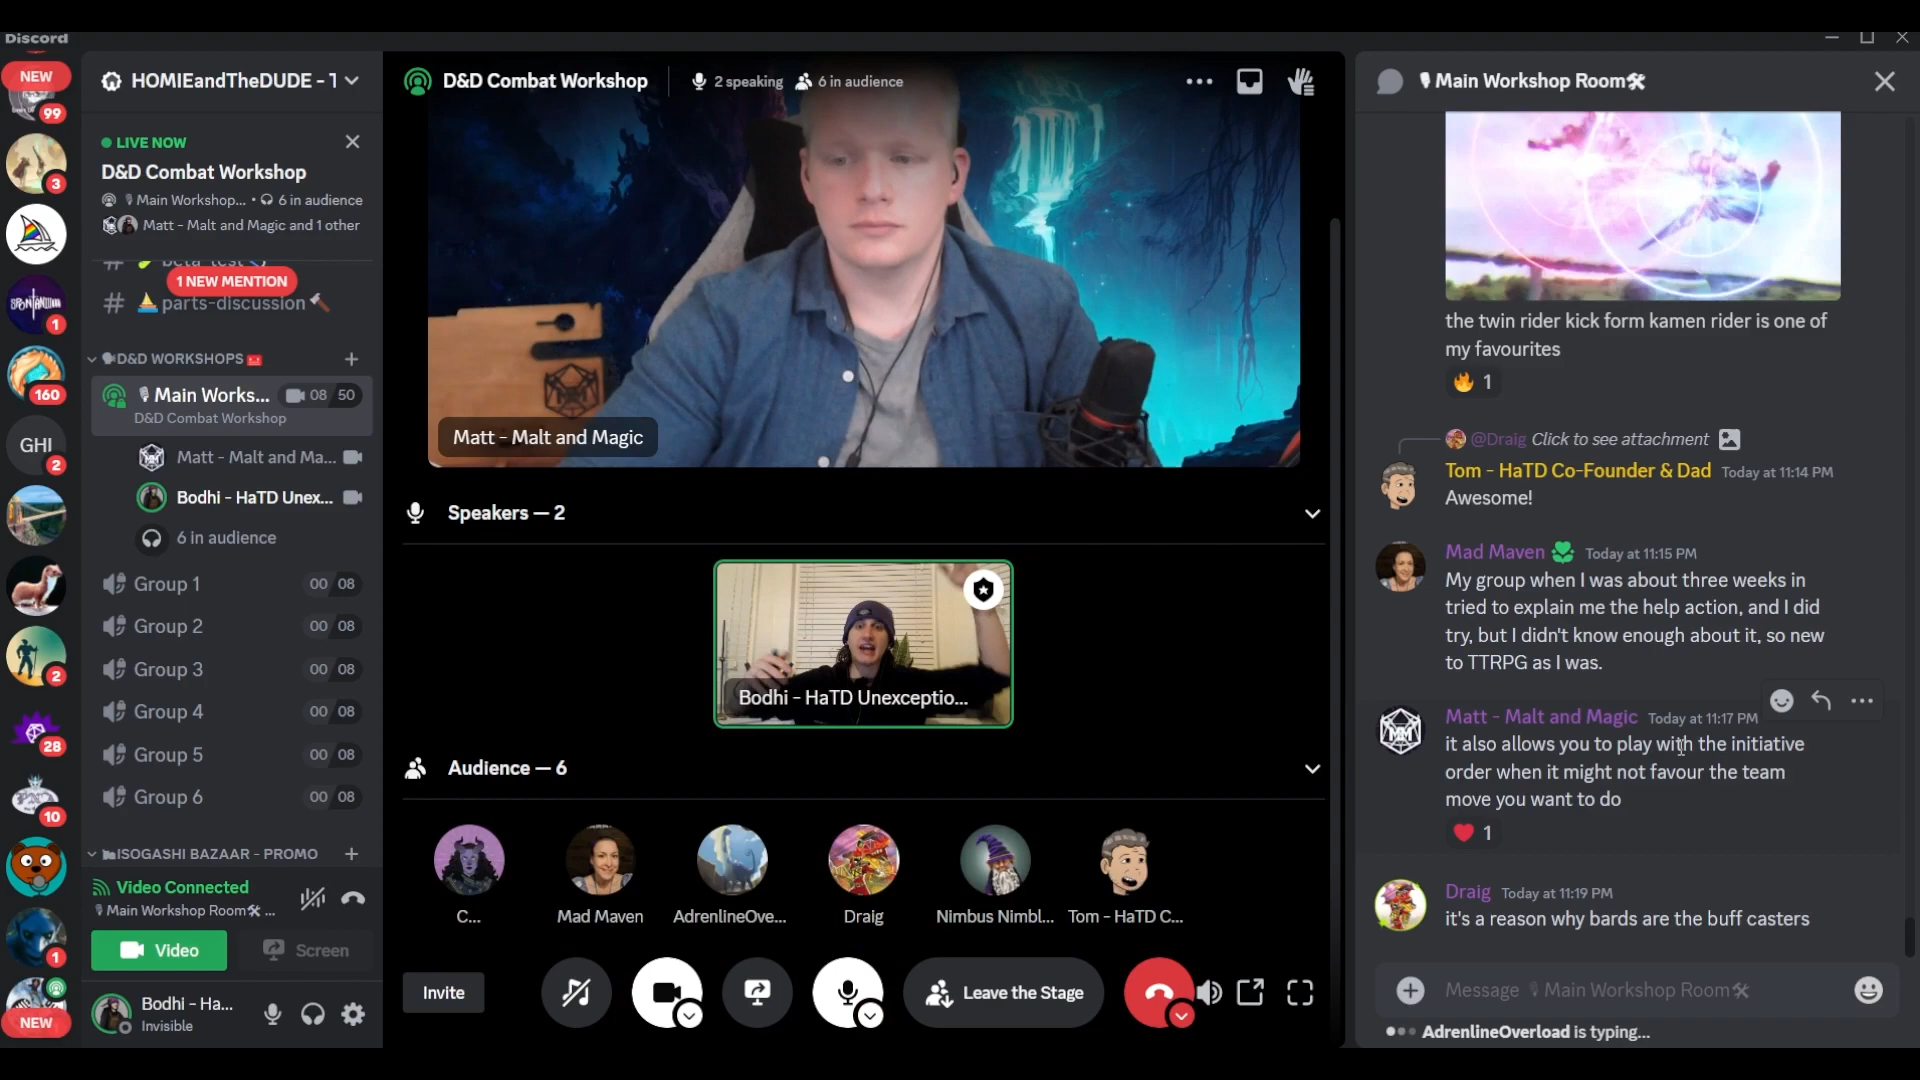 Discord
NEW
99
3
1
160
GHI
2
2
28
10
1
NEW
HOMIEandTheDUDE - T
LIVE NOW
D&D Combat Workshop
Main Workshop... • 6 in audience
Matt - Malt and Magic and 1 other
beta-test
1 NEW MENTION
# parts-discussion
D&D WORKSHOPS
Main Works... 08 50
D&D Combat Workshop
Matt - Malt and Ma...
Bodhi - HaTD Unex...
6 in audience
Group 1 00 08
Group 2 00 08
Group 3 00 08
Group 4 00 08
Group 5 00 08
Group 6 00 08
ISOGASHI BAZAAR - PROMO
Video Connected
Main Workshop Room🛠 ...
Video Screen
Bodhi - Ha...
Invisible
D&D Combat Workshop 2 speaking 6 in audience
Matt - Malt and Magic
Speakers — 2
Bodhi - HaTD Unexceptio...
Audience — 6
C... Mad Maven AdrenlineOve... Draig Nimbus Nimbl... Tom - HaTD C...
Invite Leave the Stage
Main Workshop Room🛠
the twin rider kick form kamen rider is one of
my favourites
🔥 1
@Draig Click to see attachment
Tom - HaTD Co-Founder & Dad Today at 11:14 PM
Awesome!
Mad Maven Today at 11:15 PM
My group when I was about three weeks in
tried to explain me the help action, and I did
try, but I didn't know enough about it, so new
to TTRPG as I was.
Matt - Malt and Magic Today at 11:17 PM
it also allows you to play with the initiative
order when it might not favour the team
move you want to do
❤️ 1
Draig Today at 11:19 PM
it's a reason why bards are the buff casters
Message Main Workshop Room🛠
AdrenlineOverload is typing...